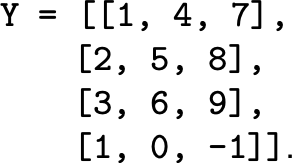 Y = [[1, 4, 7],
[2, 5, 8],
[3, 6, 9],
[1, 0, -1]].